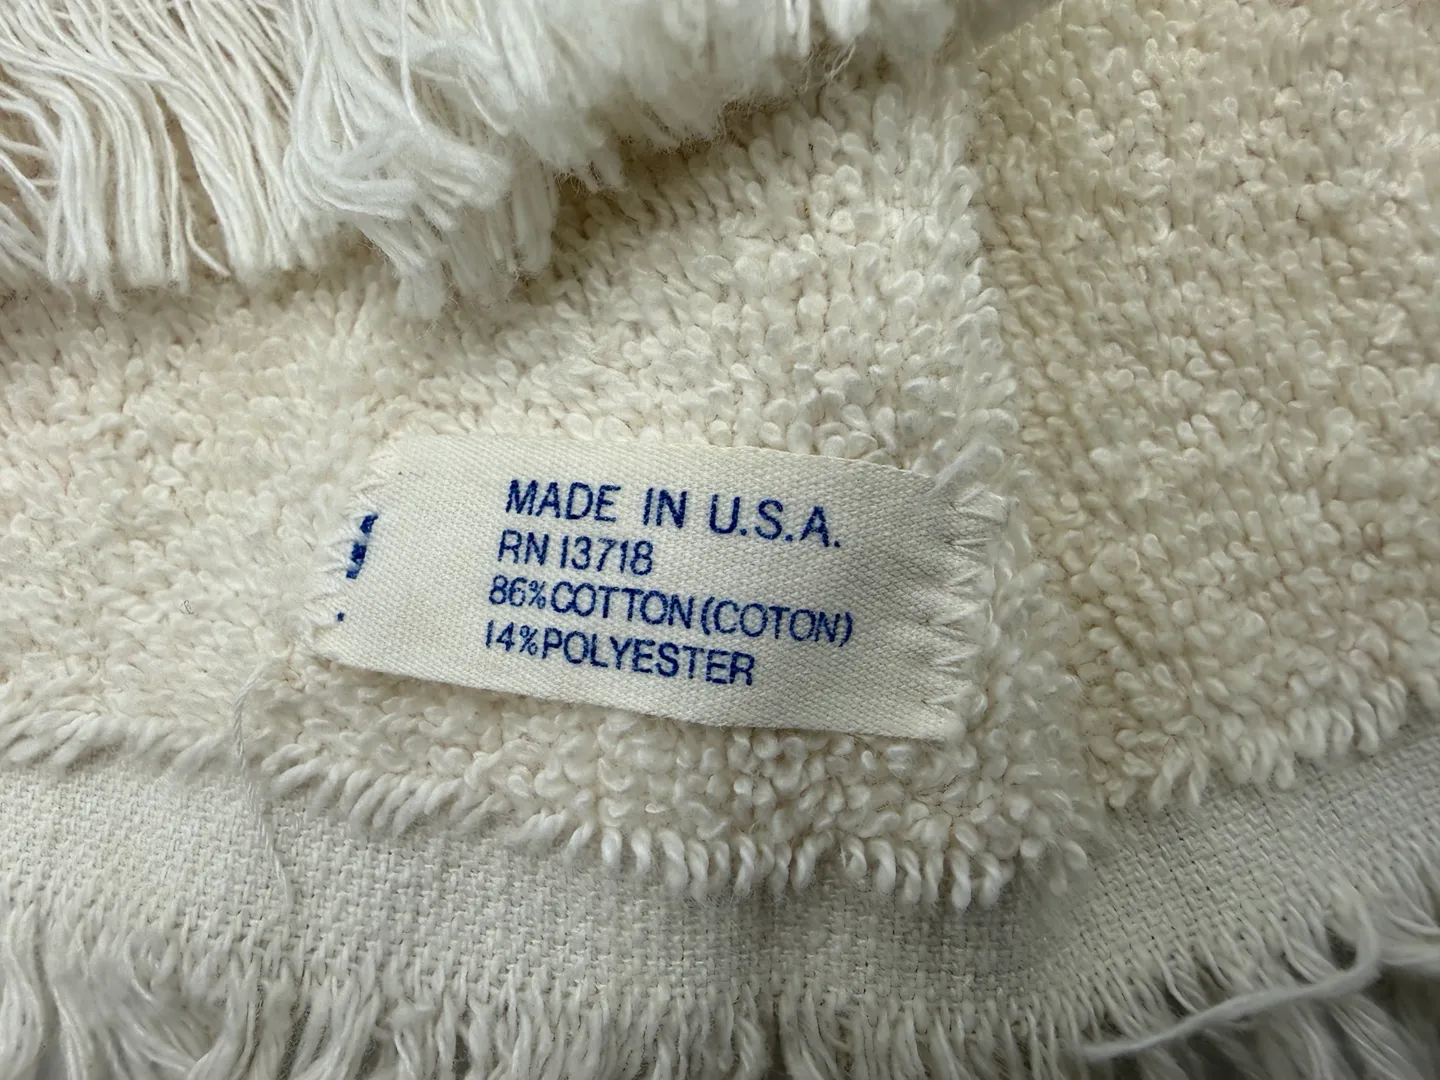 MADE IN U.S.A.
RN 13718
86% COTTON (COTON)
14% POLYESTER